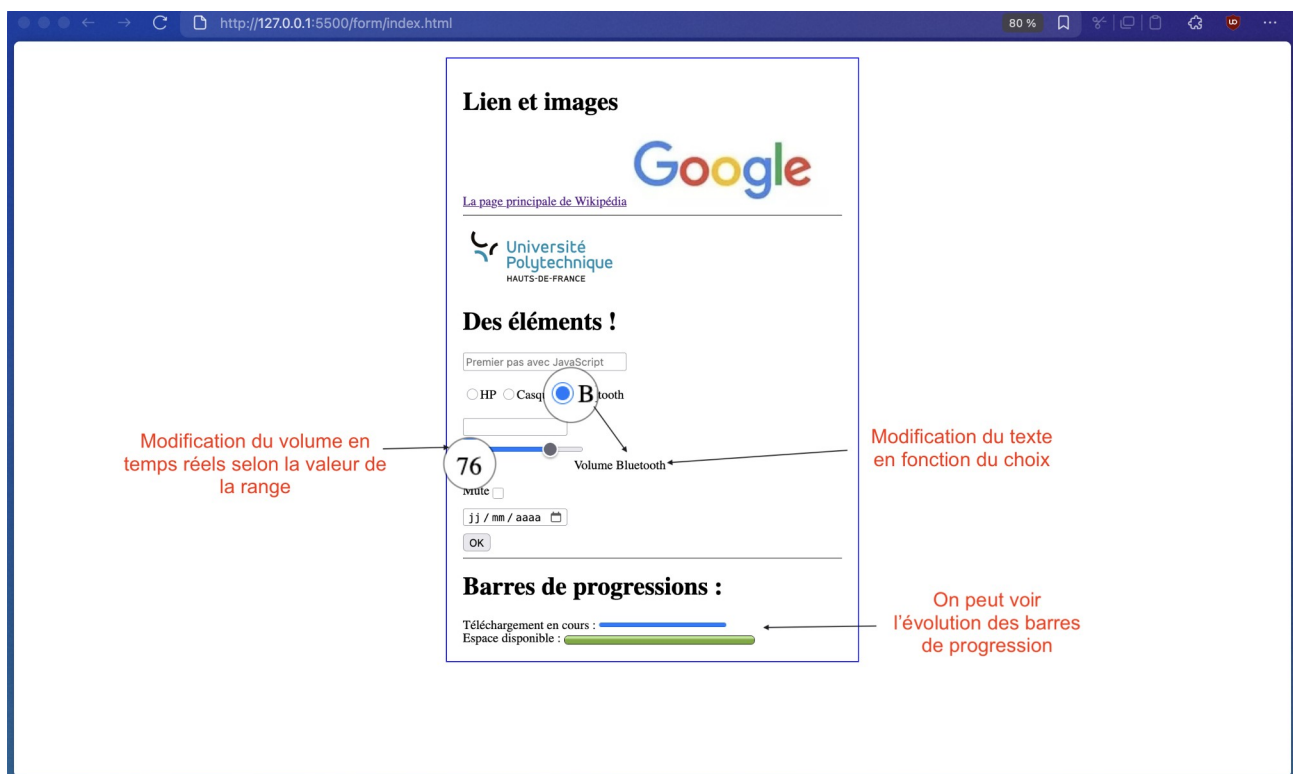 http://127.0.0.1:5500/form/index.html
80 %
Lien et images
Google
La page principale de Wikipédia
Université
Polytechnique
HAUTS-DE-FRANCE
Des éléments !
Premier pas avec JavaScript
HP Casqu B tooth
Modification du volume en
temps réels selon la valeur de
la range
76
Volume Bluetooth
Modification du texte
en fonction du choix
Mute
jj/mm/aaaa
OK
Barres de progressions :
Téléchargement en cours :
Espace disponible :
On peut voir
l'évolution des barres
de progression